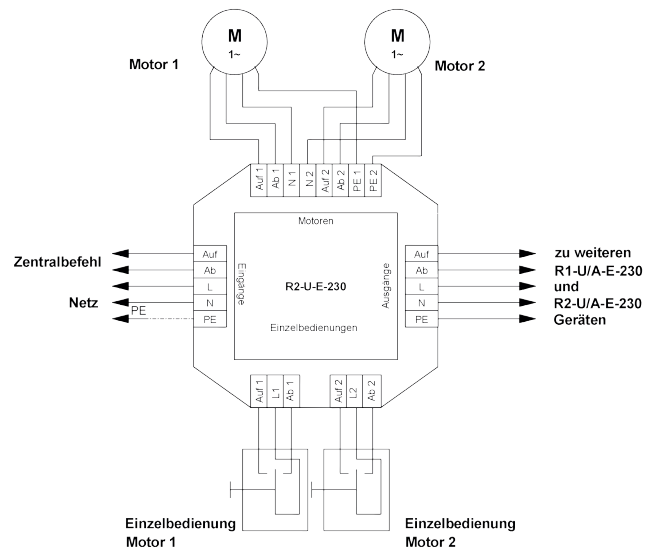 M
1~
M
1~
Motor 1
Motor 2
Auf 1
Ab 1
N 1
N 2
Auf 2
Ab 2
PE 1
PE 2
Motoren
Zentralbefehl
Netz
PE
Auf
Ab
L
N
PE
Eingänge
R2-U-E-230
Ausgänge
Einzelbedienungen
Auf
Ab
L
N
PE
zu weiteren
R1-U/A-E-230
und
R2-U/A-E-230
Geräten
Auf 1
L1
Ab 1
Auf 2
L2
Ab 2
Einzelbedienung
Motor 1
Einzelbedienung
Motor 2